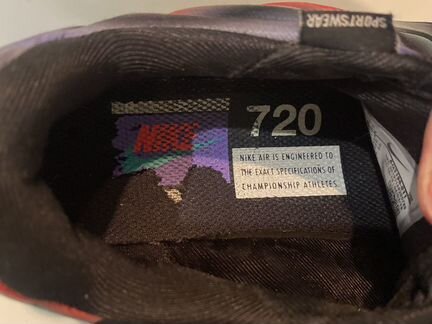 SPORTSWEAR
NIKE
720
NIKE AIR IS ENGINEERED TO
THE EXACT SPECIFICATIONS OF
CHAMPIONSHIP ATHLETES.